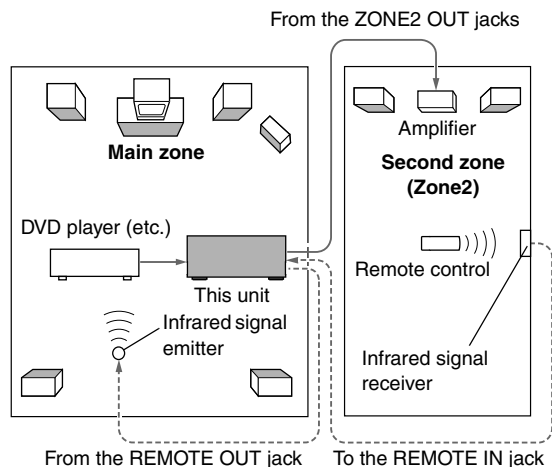 From the ZONE2 OUT jacks
Main zone
Amplifier
Second zone
(Zone2)
DVD player (etc.)
This unit
Remote control
Infrared signal
emitter
Infrared signal
receiver
From the REMOTE OUT jack
To the REMOTE IN jack